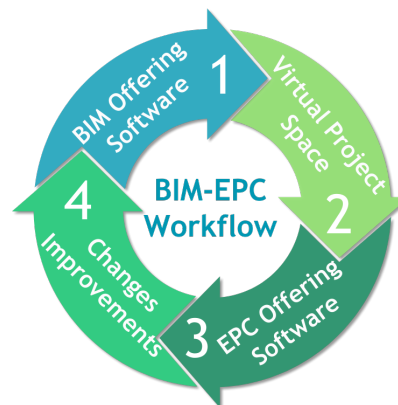 BIM Offering
Software
1
Virtual Project
Space
2
BIM-EPC
Workflow
3
EPC Offering
Software
4
Changes
Improvements